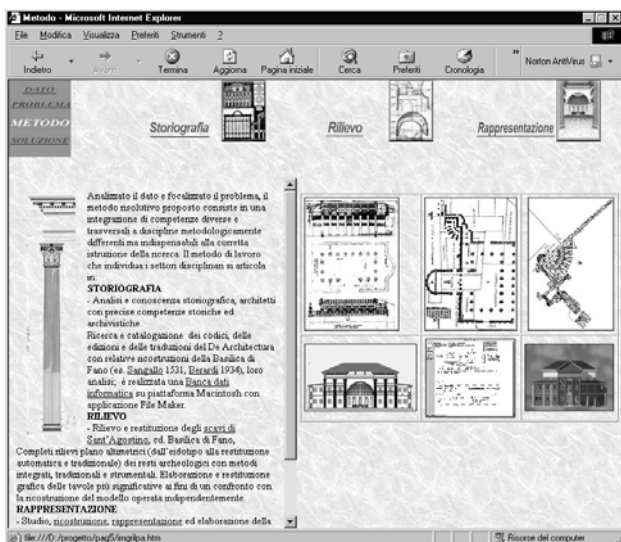 Metodo - Microsoft Internet Explorer
File Modifica Visualizza Preferiti Strumenti ?
Indietro Avanti Termina Aggiorna Pagina iniziale Cerca Preferiti Cronologia » Norton AntiVirus
DATO
PROBLEMA
METODO
SOLUZIONE
Storiografia Rilievo Rappresentazione
Analizzato il dato e focalizzato il problema, il
metodo risolutivo proposto consiste in una
integrazione di competenze diverse e
trasversali a discipline metodologicamente
differenti ma indispensabili alla corretta
istruzione della ricerca. Il metodo di lavoro
che individua i settori disciplinari si articola
in:
STORIOGRAFIA
- Analisi e conoscenza storiografica, architetti
con precise competenze storiche ed
archivistiche
Ricerca e catalogazione dei codici, delle
edizioni e delle traduzioni del De Architectura
con relative ricostruzioni della Basilica di
Fano (es. Sangallo 1531, Berardi 1934), loro
analisi; è realizzata una Banca dati
informatica su piattaforma Macintosh con
applicazione File Maker.
RILIEVO
- Rilievo e restituzione degli scavi di
Sant'Agostino, cd. Basilica di Fano,
Completi rilievi plano altimetrici (dall'eidotipo alla restituzione
automatica e tradizionale) dei resti archeologici con metodi
integrati, tradizionali e strumentali. Elaborazione e restituzione
grafica delle tavole più significative ai fini di un confronto con
la ricostruzione del modello operata indipendentemente.
RAPPRESENTAZIONE
- Studio, ricostruzione, rappresentazione ed elaborazione della
file:///D:/progetto/pag5/imgrilpa.htm Risorse del computer